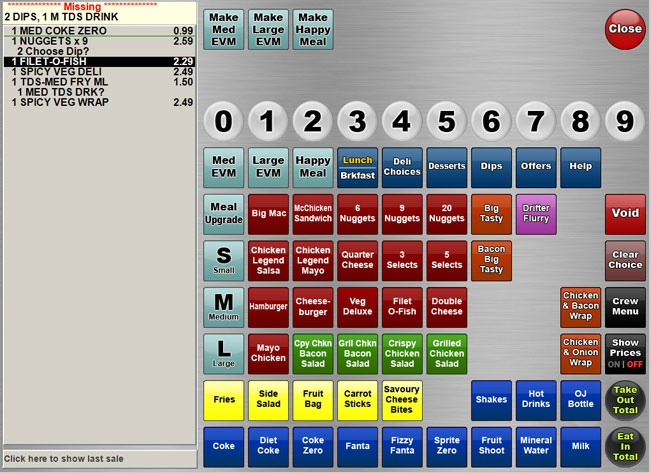 ************** Missing **************
2 DIPS, 1 M TDS DRINK
1 MED COKE ZERO 0.99
1 NUGGETS x 9 2.59
2 Choose Dip?
1 FILET-O-FISH 2.29
1 SPICY VEG DELI 2.49
1 TDS-MED FRY ML 1.50
1 MED TDS DRK?
1 SPICY VEG WRAP 2.49
Click here to show last sale
Make Med EVM
Make Large EVM
Make Happy Meal
Close
0 1 2 3 4 5 6 7 8 9
Med EVM
Large EVM
Happy Meal
Lunch Brkfast
Deli Choices
Desserts
Dips
Offers
Help
Meal Upgrade
Big Mac
McChicken Sandwich
6 Nuggets
9 Nuggets
20 Nuggets
Big Tasty
Drifter Flurry
Void
S Small
Chicken Legend Salsa
Chicken Legend Mayo
Quarter Cheese
3 Selects
5 Selects
Bacon Big Tasty
Clear Choice
M Medium
Hamburger
Cheese-burger
Veg Deluxe
Filet O-Fish
Double Cheese
Chicken & Bacon Wrap
Crew Menu
L Large
Mayo Chicken
Cpy Chkn Bacon Salad
Grll Chkn Bacon Salad
Crispy Chicken Salad
Grilled Chicken Salad
Chicken & Onion Wrap
Show Prices ON | OFF
Fries
Side Salad
Fruit Bag
Carrot Sticks
Savoury Cheese Bites
Shakes
Hot Drinks
OJ Bottle
Take Out Total
Coke
Diet Coke
Coke Zero
Fanta
Fizzy Fanta
Sprite Zero
Fruit Shoot
Mineral Water
Milk
Eat In Total